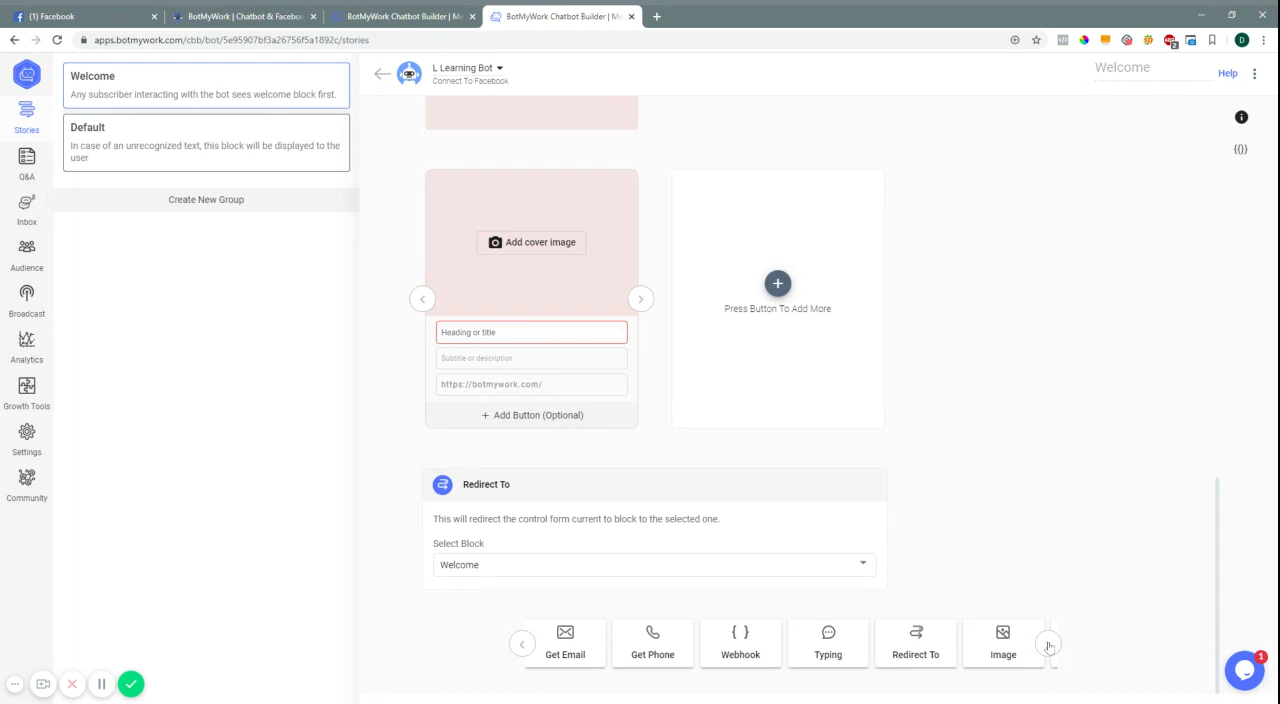 (1) Facebook
BotMyWork | Chatbot & Faceboo
BotMyWork Chatbot Builder | Me
BotMyWork Chatbot Builder | Me
apps.botmywork.com/cbb/bot/5e95907bf3a26756f5a1892c/stories
2
D
Welcome
Any subscriber interacting with the bot sees welcome block first.
Default
In case of an unrecognized text, this block will be displayed to the
user
Create New Group
Stories
Q&A
Inbox
Audience
Broadcast
Analytics
Growth Tools
Settings
Community
L Learning Bot
Connect To Facebook
Welcome
Help
{()}
Add cover image
Heading or title
Subtitle or description
https://botmywork.com/
+ Add Button (Optional)
Press Button To Add More
Redirect To
This will redirect the control form current to block to the selected one.
Select Block
Welcome
Get Email
Get Phone
{ }
Webhook
Typing
Redirect To
Image
1